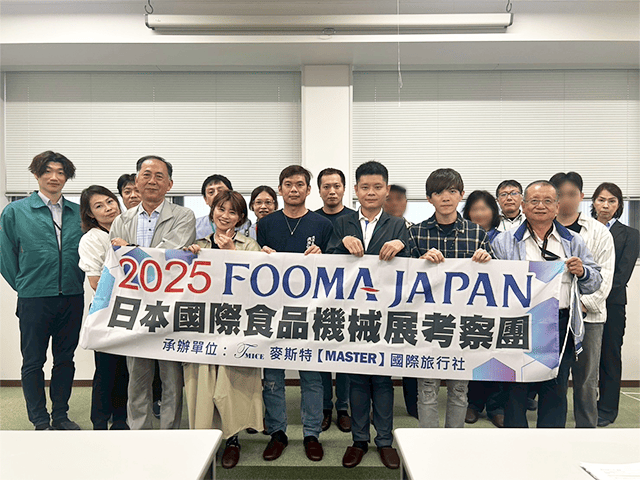 2025 FOOMA JAPAN
日本國際食品機械展考察團
承辦單位： TMICE 麥斯特【MASTER】國際旅行社